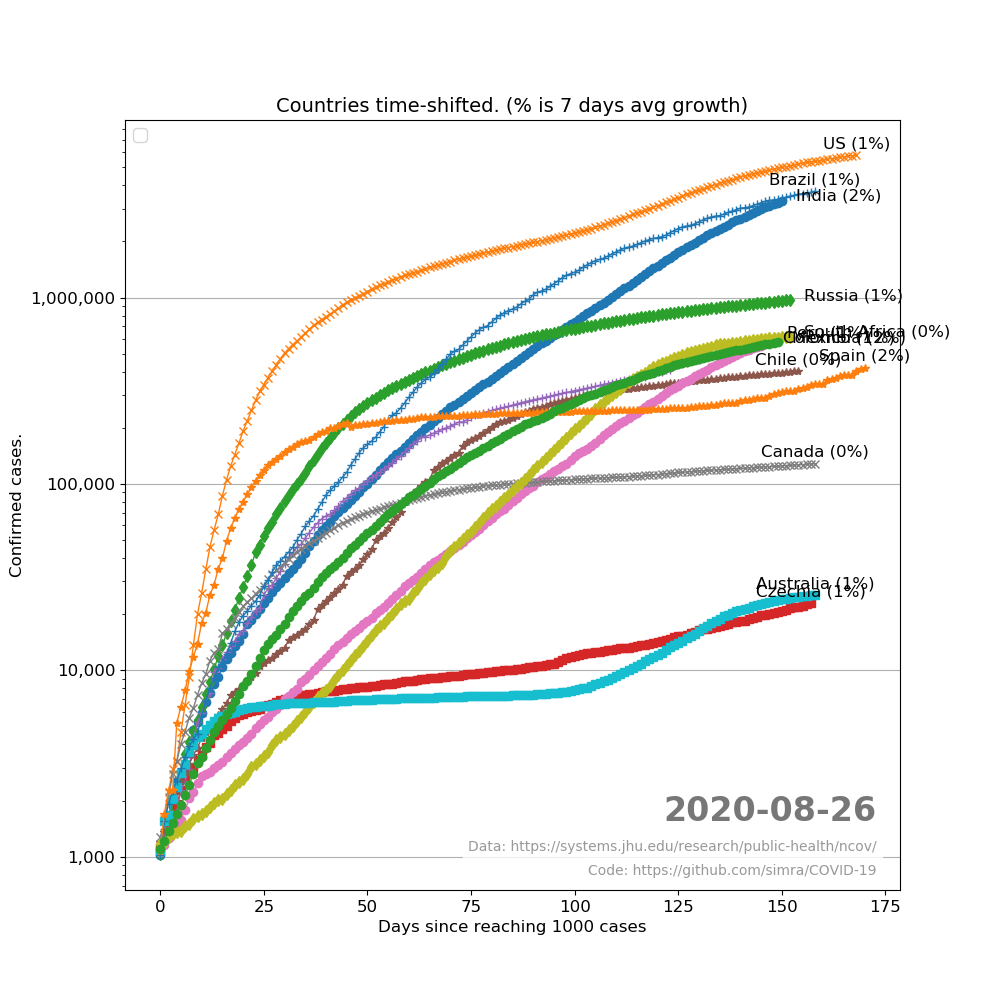 Countries time-shifted. (% is 7 days avg growth)
US (1%)
Brazil (1%)
India (2%)
Russia (1%)
South Africa (0%)
Spain (2%)
Chile (0%)
Canada (0%)
Australia (1%)
Czechia (1%)
1,000,000
100,000
10,000
1,000
Confirmed cases.
2020-08-26
Data: https://systems.jhu.edu/research/public-health/ncov/
Code: https://github.com/simra/COVID-19
0 25 50 75 100 125 150 175
Days since reaching 1000 cases